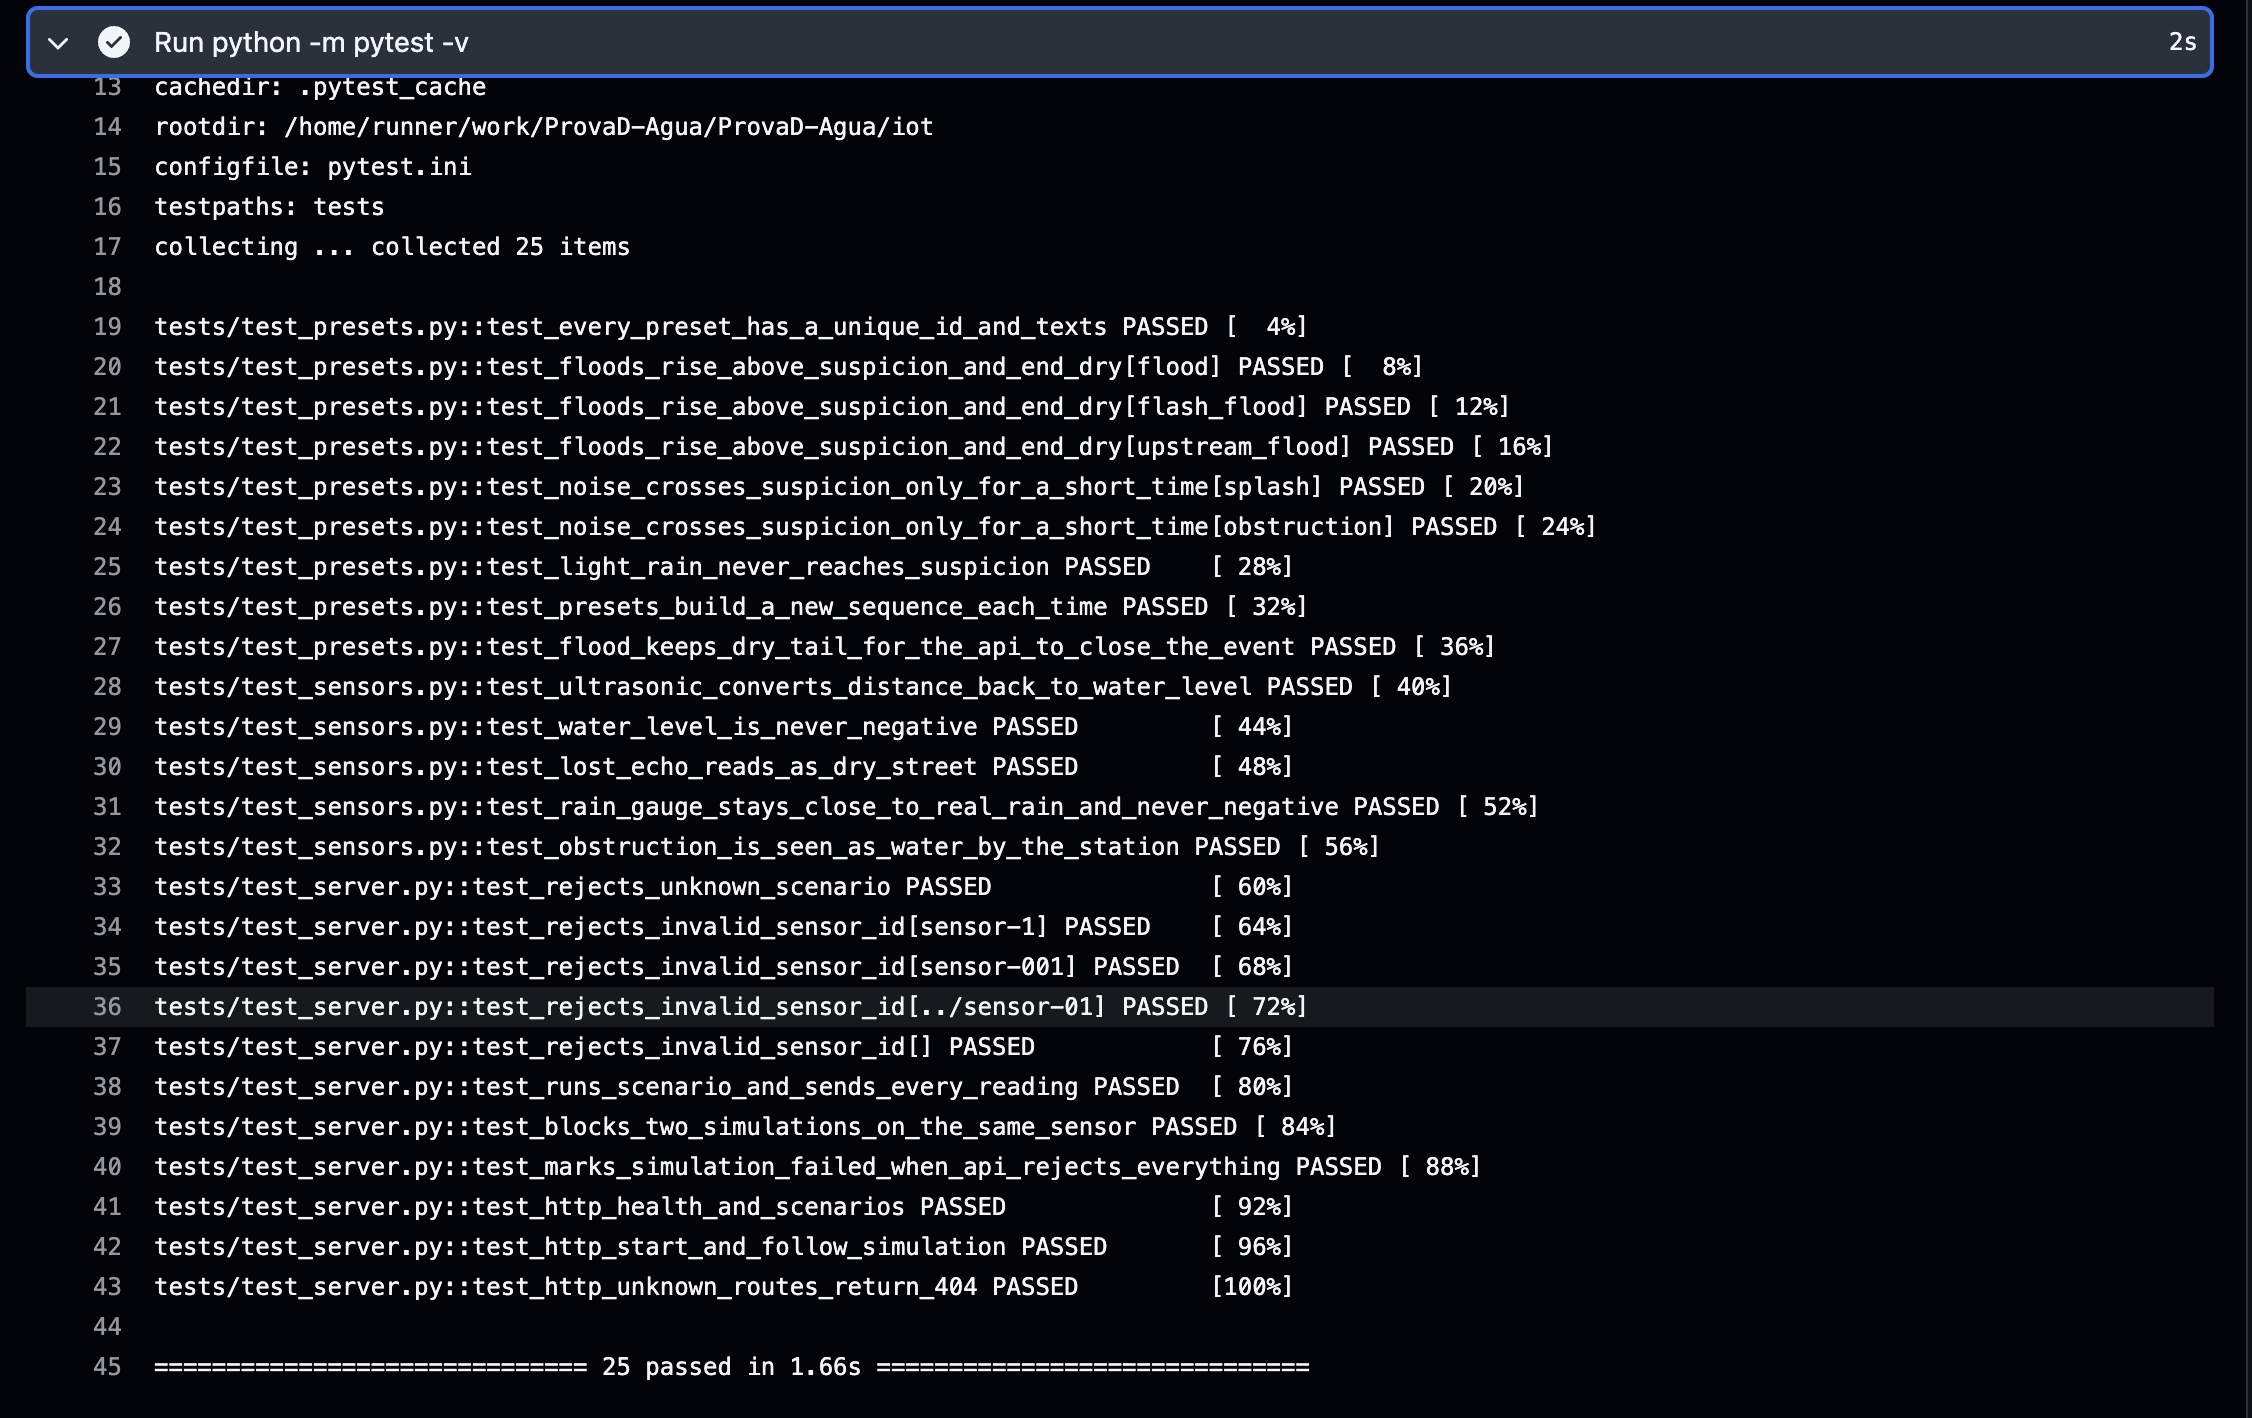 Run python -m pytest -v 2s
13 cachedir: .pytest_cache
14 rootdir: /home/runner/work/ProvaD-Agua/ProvaD-Agua/iot
15 configfile: pytest.ini
16 testpaths: tests
17 collecting ... collected 25 items
18
19 tests/test_presets.py::test_every_preset_has_a_unique_id_and_texts PASSED [  4%]
20 tests/test_presets.py::test_floods_rise_above_suspicion_and_end_dry[flood] PASSED [  8%]
21 tests/test_presets.py::test_floods_rise_above_suspicion_and_end_dry[flash_flood] PASSED [ 12%]
22 tests/test_presets.py::test_floods_rise_above_suspicion_and_end_dry[upstream_flood] PASSED [ 16%]
23 tests/test_presets.py::test_noise_crosses_suspicion_only_for_a_short_time[splash] PASSED [ 20%]
24 tests/test_presets.py::test_noise_crosses_suspicion_only_for_a_short_time[obstruction] PASSED [ 24%]
25 tests/test_presets.py::test_light_rain_never_reaches_suspicion PASSED    [ 28%]
26 tests/test_presets.py::test_presets_build_a_new_sequence_each_time PASSED [ 32%]
27 tests/test_presets.py::test_flood_keeps_dry_tail_for_the_api_to_close_the_event PASSED [ 36%]
28 tests/test_sensors.py::test_ultrasonic_converts_distance_back_to_water_level PASSED [ 40%]
29 tests/test_sensors.py::test_water_level_is_never_negative PASSED         [ 44%]
30 tests/test_sensors.py::test_lost_echo_reads_as_dry_street PASSED         [ 48%]
31 tests/test_sensors.py::test_rain_gauge_stays_close_to_real_rain_and_never_negative PASSED [ 52%]
32 tests/test_sensors.py::test_obstruction_is_seen_as_water_by_the_station PASSED [ 56%]
33 tests/test_server.py::test_rejects_unknown_scenario PASSED               [ 60%]
34 tests/test_server.py::test_rejects_invalid_sensor_id[sensor-1] PASSED    [ 64%]
35 tests/test_server.py::test_rejects_invalid_sensor_id[sensor-001] PASSED  [ 68%]
36 tests/test_server.py::test_rejects_invalid_sensor_id[../sensor-01] PASSED [ 72%]
37 tests/test_server.py::test_rejects_invalid_sensor_id[] PASSED            [ 76%]
38 tests/test_server.py::test_runs_scenario_and_sends_every_reading PASSED  [ 80%]
39 tests/test_server.py::test_blocks_two_simulations_on_the_same_sensor PASSED [ 84%]
40 tests/test_server.py::test_marks_simulation_failed_when_api_rejects_everything PASSED [ 88%]
41 tests/test_server.py::test_http_health_and_scenarios PASSED              [ 92%]
42 tests/test_server.py::test_http_start_and_follow_simulation PASSED       [ 96%]
43 tests/test_server.py::test_http_unknown_routes_return_404 PASSED         [100%]
44
45 ============================== 25 passed in 1.66s ==============================